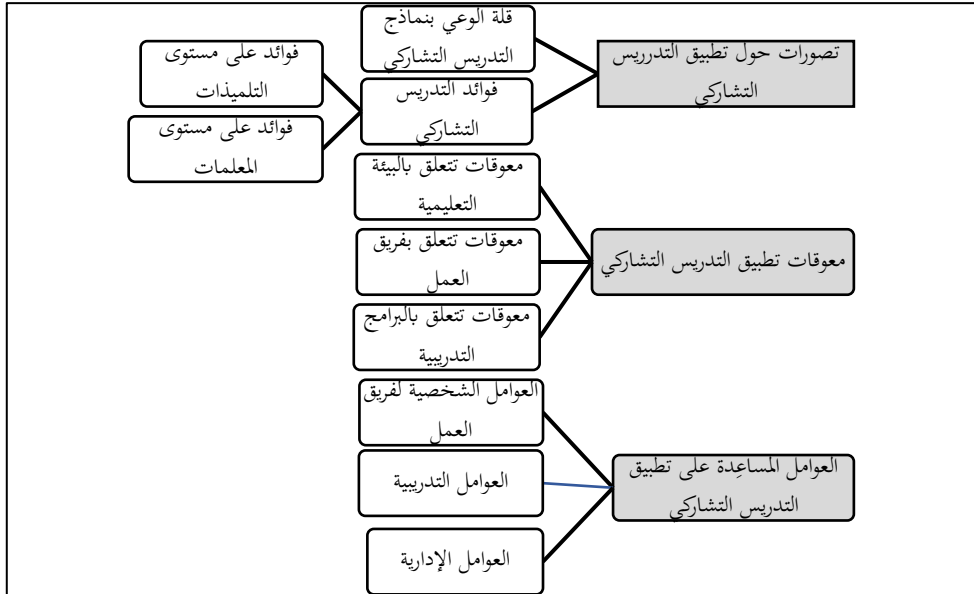 تصورات حول تطبيق التدرريس
التشاركي
قلة الوعي بنماذج
التدريس التشاركي
فوائد التدريس
التشاركي
فوائد على مستوى
التلميذات
فوائد على مستوى
المعلمات
معوقات تطبيق التدريس التشاركي
معوقات تتعلق بالبيئة
التعليمية
معوقات تتعلق بفريق
العمل
معوقات تتعلق بالبرامج
التدريبية
العوامل المساعِدة على تطبيق
التدريس التشاركي
العوامل الشخصية لفريق
العمل
العوامل التدريبية
العوامل الإدارية